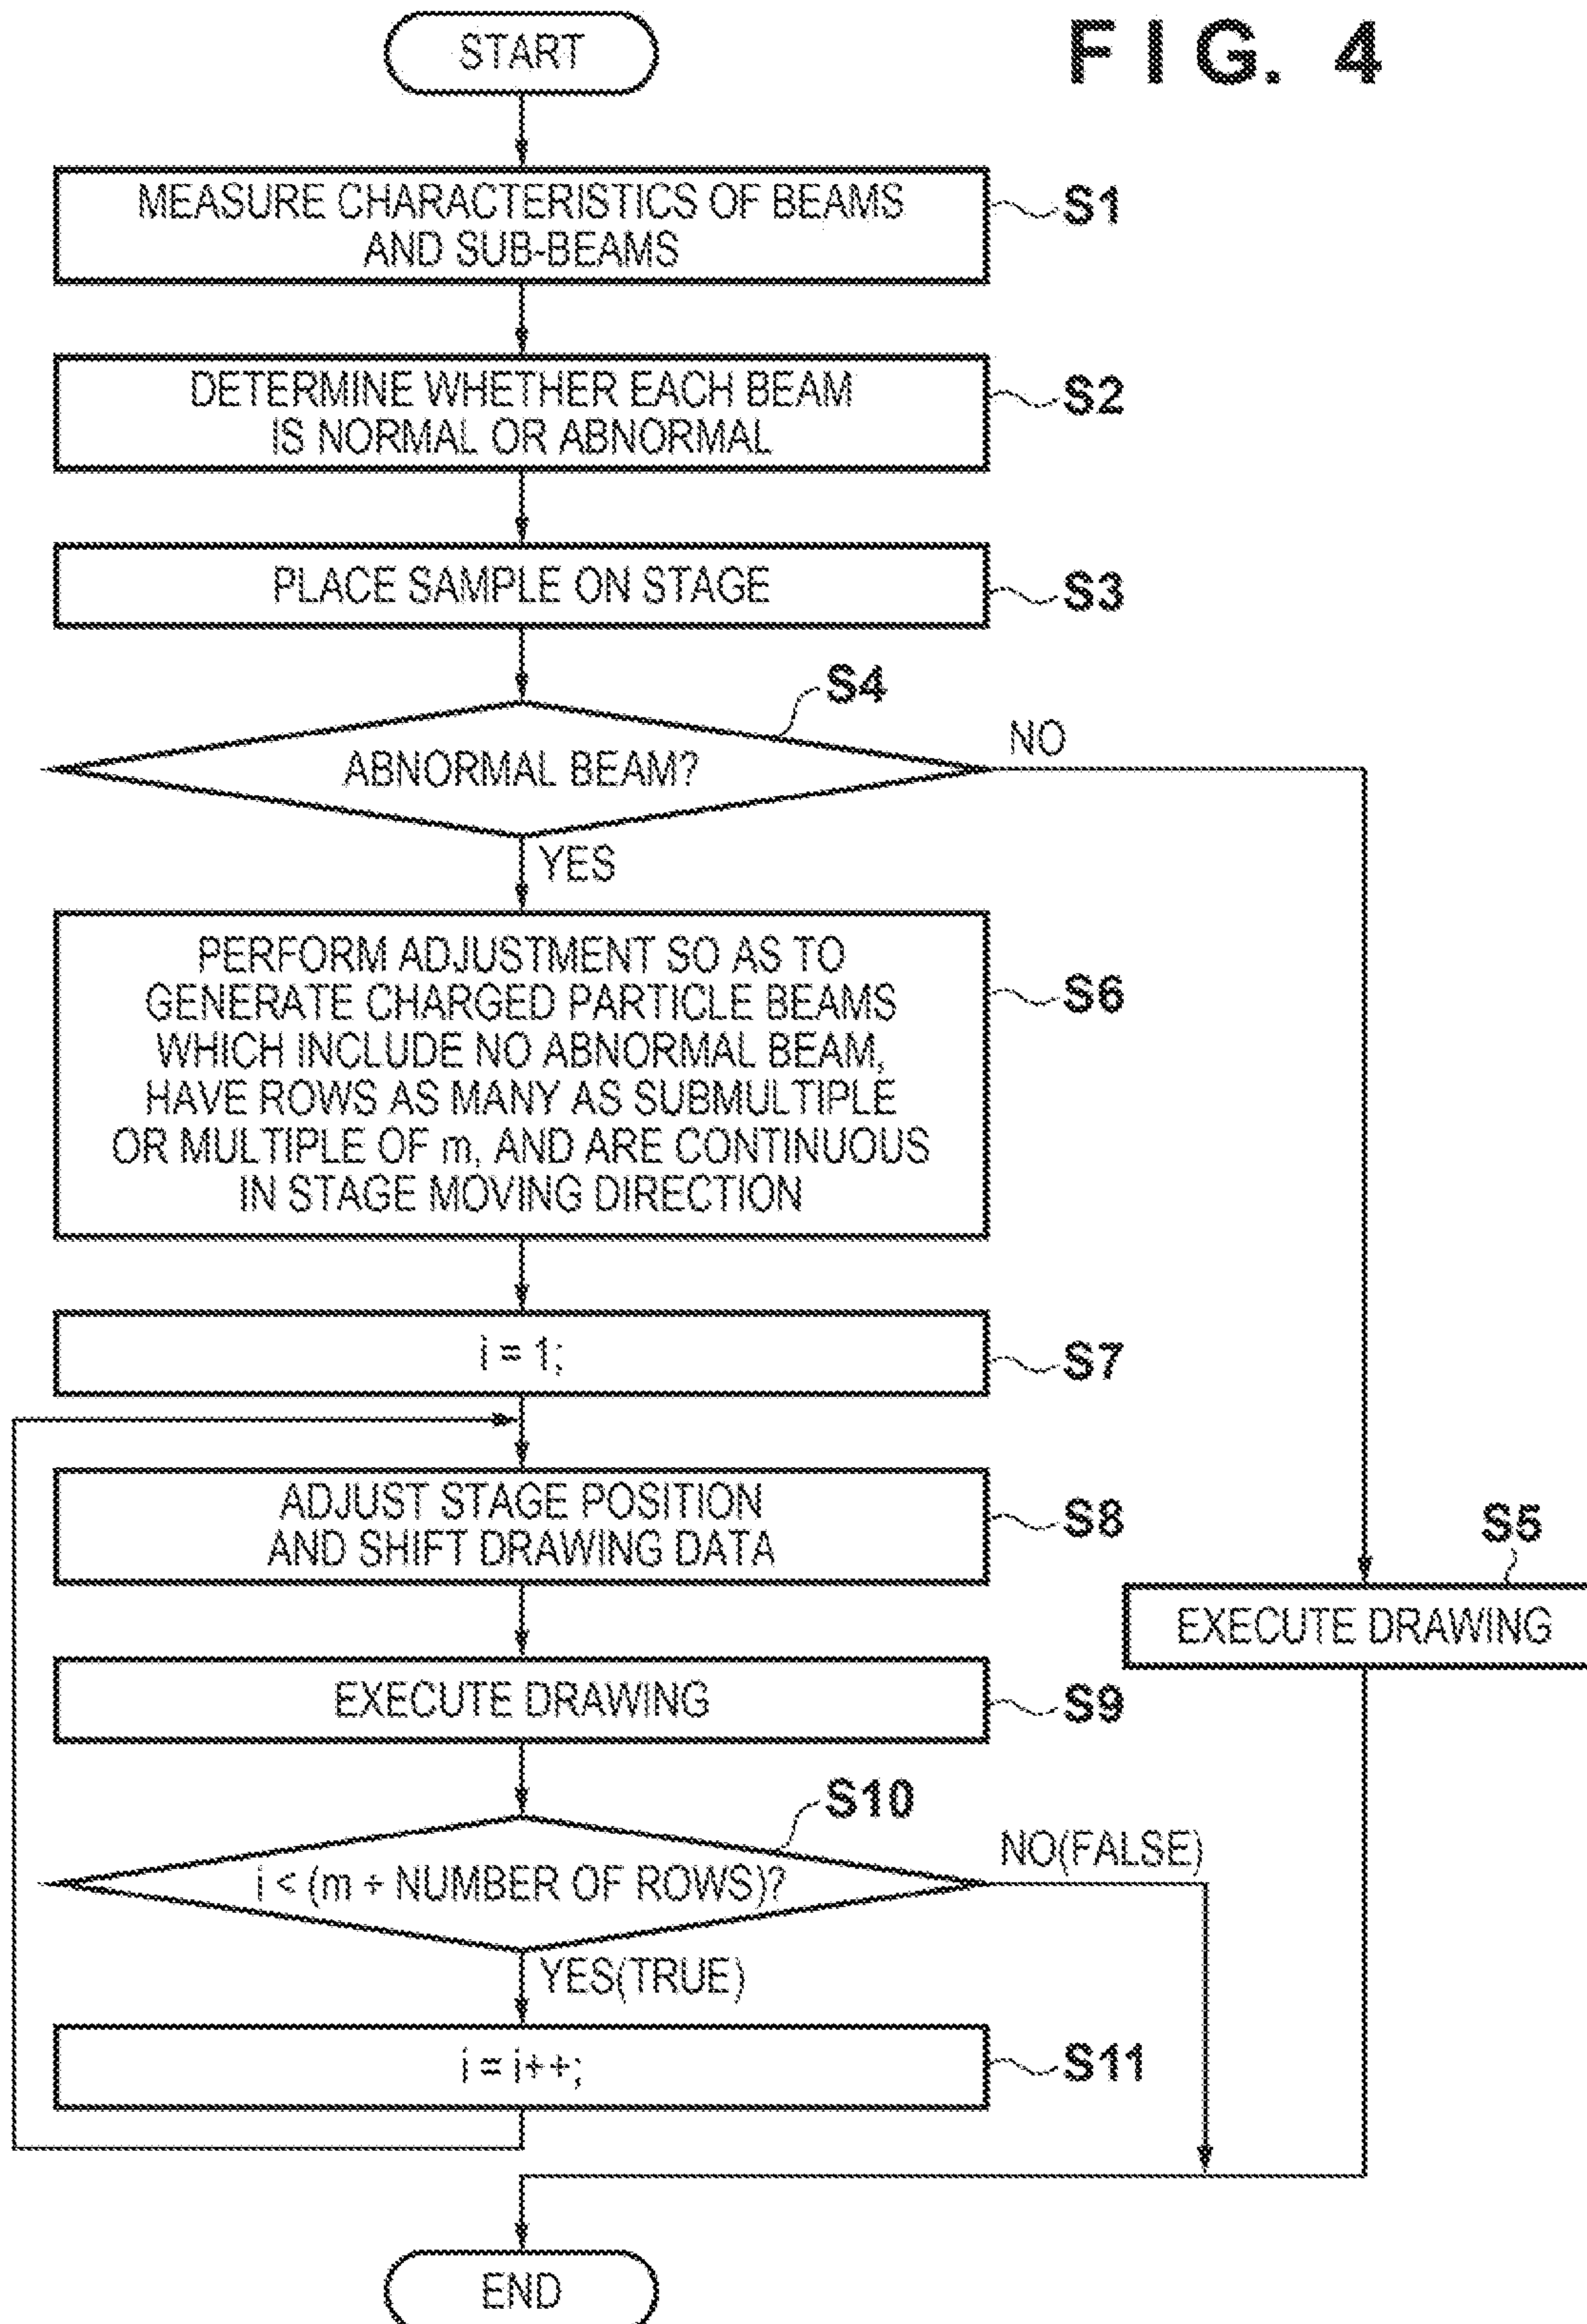 FIG. 4
START
MEASURE CHARACTERISTICS OF BEAMS
AND SUB-BEAMS
S1
DETERMINE WHETHER EACH BEAM
IS NORMAL OR ABNORMAL
S2
PLACE SAMPLE ON STAGE
S3
S4
ABNORMAL BEAM?
NO
YES
PERFORM ADJUSTMENT SO AS TO
GENERATE CHARGED PARTICLE BEAMS
WHICH INCLUDE NO ABNORMAL BEAM,
HAVE ROWS AS MANY AS SUBMULTIPLE
OR MULTIPLE OF m, AND ARE CONTINUOUS
IN STAGE MOVING DIRECTION
S6
i = 1;
S7
ADJUST STAGE POSITION
AND SHIFT DRAWING DATA
S8
S5
EXECUTE DRAWING
EXECUTE DRAWING
S9
S10
i < (m ÷ NUMBER OF ROWS)?
NO(FALSE)
YES(TRUE)
i = i++;
S11
END